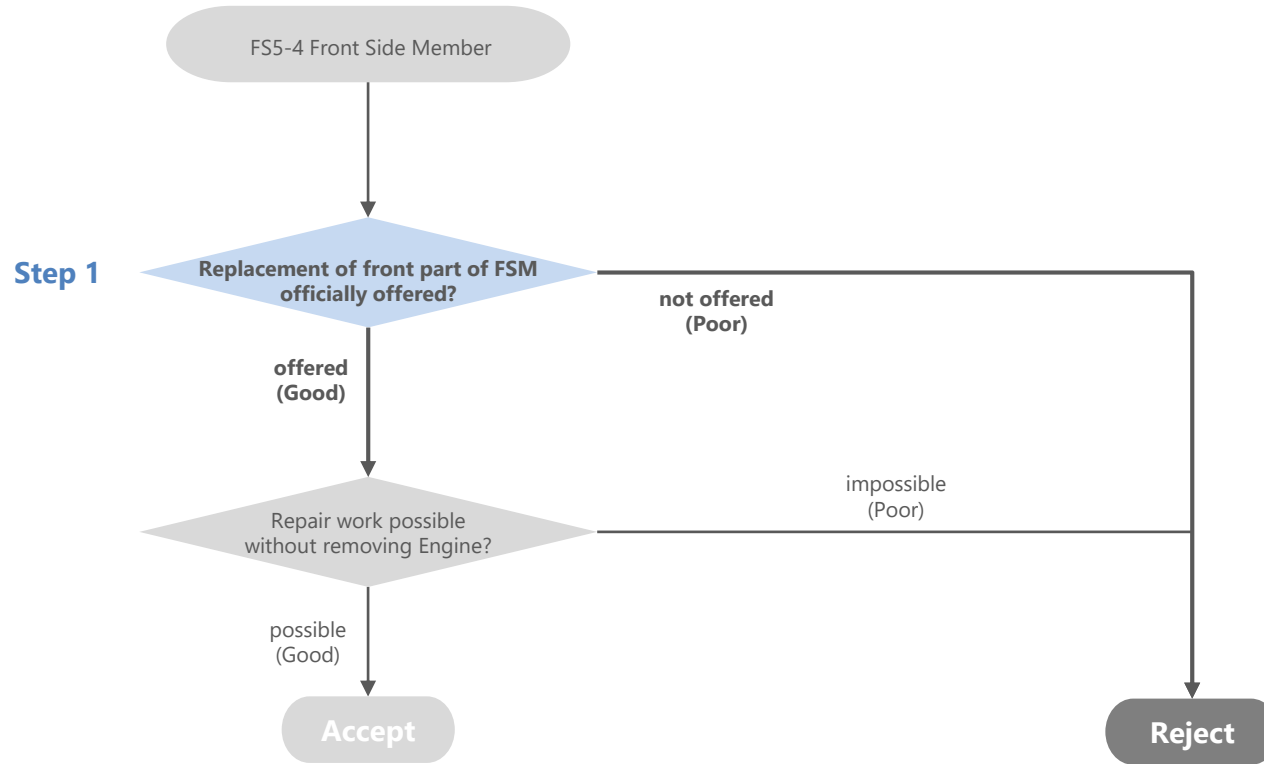 FS5-4 Front Side Member
Step 1
Replacement of front part of FSM
officially offered?
not offered
(Poor)
offered
(Good)
impossible
(Poor)
Repair work possible
without removing Engine?
possible
(Good)
Accept
Reject